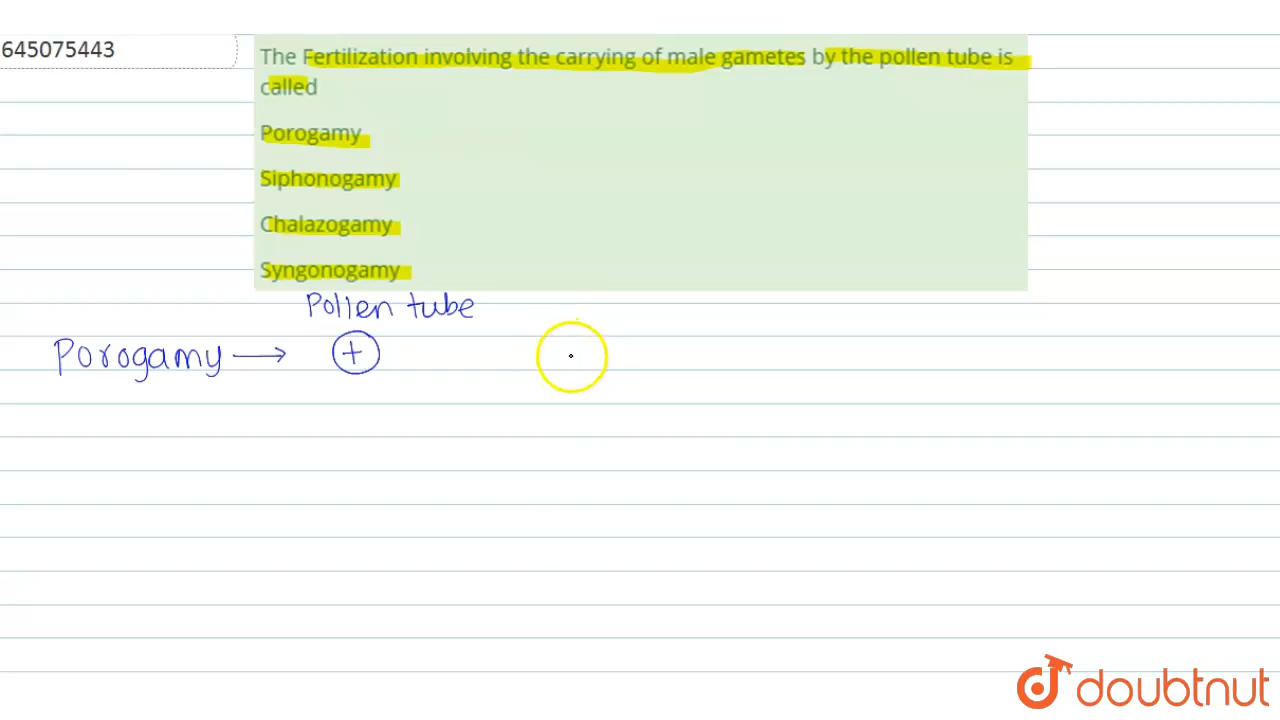 645075443
The Fertilization involving the carrying of male gametes by the pollen tube is
called
Porogamy
Siphonogamy
Chalazogamy
Syngonogamy
Pollen tube
Porogamy → +
doubtnut